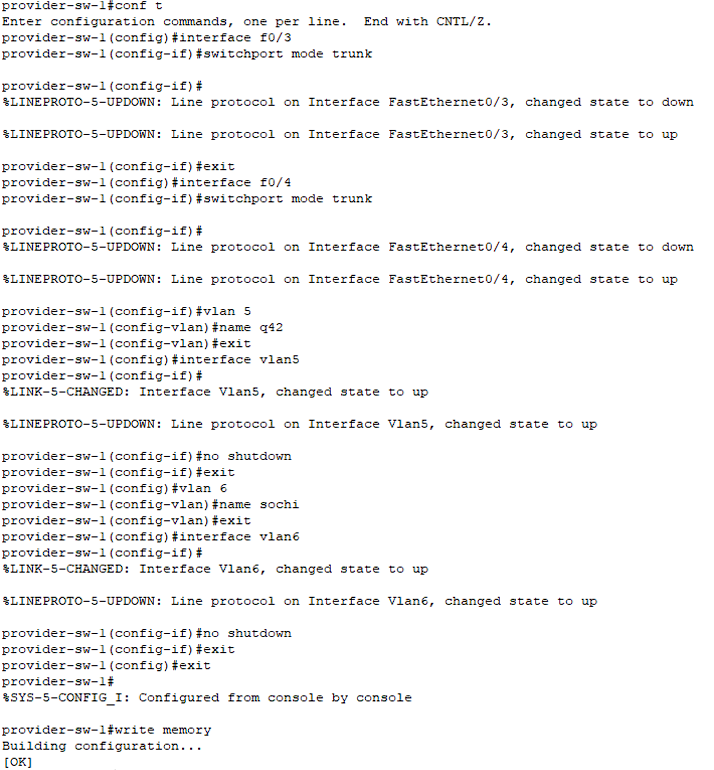 provider-sw-1#conf t
Enter configuration commands, one per line.  End with CNTL/Z.
provider-sw-1(config)#interface f0/3
provider-sw-1(config-if)#switchport mode trunk
provider-sw-1(config-if)#
%LINEPROTO-5-UPDOWN: Line protocol on Interface FastEthernet0/3, changed state to down
%LINEPROTO-5-UPDOWN: Line protocol on Interface FastEthernet0/3, changed state to up
provider-sw-1(config-if)#exit
provider-sw-1(config)#interface f0/4
provider-sw-1(config-if)#switchport mode trunk
provider-sw-1(config-if)#
%LINEPROTO-5-UPDOWN: Line protocol on Interface FastEthernet0/4, changed state to down
%LINEPROTO-5-UPDOWN: Line protocol on Interface FastEthernet0/4, changed state to up
provider-sw-1(config-if)#vlan 5
provider-sw-1(config-vlan)#name q42
provider-sw-1(config-vlan)#exit
provider-sw-1(config)#interface vlan5
provider-sw-1(config-if)#
%LINK-5-CHANGED: Interface Vlan5, changed state to up
%LINEPROTO-5-UPDOWN: Line protocol on Interface Vlan5, changed state to up
provider-sw-1(config-if)#no shutdown
provider-sw-1(config-if)#exit
provider-sw-1(config)#vlan 6
provider-sw-1(config-vlan)#name sochi
provider-sw-1(config-vlan)#exit
provider-sw-1(config)#interface vlan6
provider-sw-1(config-if)#
%LINK-5-CHANGED: Interface Vlan6, changed state to up
%LINEPROTO-5-UPDOWN: Line protocol on Interface Vlan6, changed state to up
provider-sw-1(config-if)#no shutdown
provider-sw-1(config-if)#exit
provider-sw-1(config)#exit
provider-sw-1#
%SYS-5-CONFIG_I: Configured from console by console
provider-sw-1#write memory
Building configuration...
[OK]